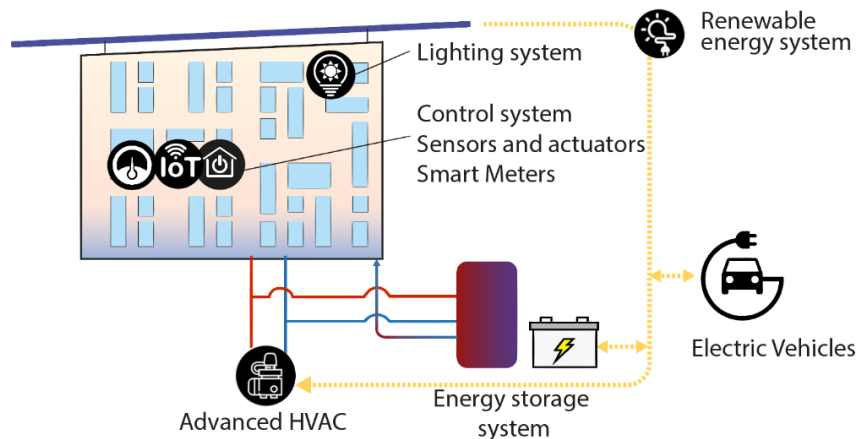 Renewable
energy system
Lighting system
Control system
Sensors and actuators
Smart Meters
IoT
Electric Vehicles
Energy storage
system
Advanced HVAC